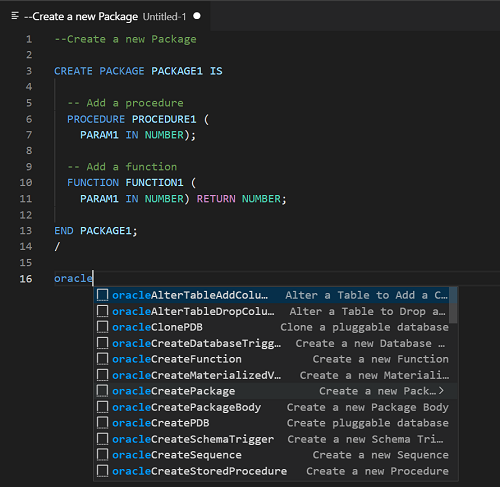 --Create a new Package Untitled-1
1 --Create a new Package
2
3 CREATE PACKAGE PACKAGE1 IS
4
5 -- Add a procedure
6 PROCEDURE PROCEDURE1 (
7 PARAM1 IN NUMBER);
8
9 -- Add a function
10 FUNCTION FUNCTION1 (
11 PARAM1 IN NUMBER) RETURN NUMBER;
12
13 END PACKAGE1;
14 /
15
16 oracle
oracleAlterTableAddColu… Alter a Table to Add a C…
oracleAlterTableDropColu… Alter a Table to Drop a…
oracleClonePDB Clone a pluggable database
oracleCreateDatabaseTrigg… Create a new Database …
oracleCreateFunction Create a new Function
oracleCreateMaterializedV… Create a new Materiali…
oracleCreatePackage Create a new Pack…
oracleCreatePackageBody Create a new Package Body
oracleCreatePDB Create pluggable database
oracleCreateSchemaTrigger Create a new Schema Tri…
oracleCreateSequence Create a new Sequence
oracleCreateStoredProcedure Create a new Procedure